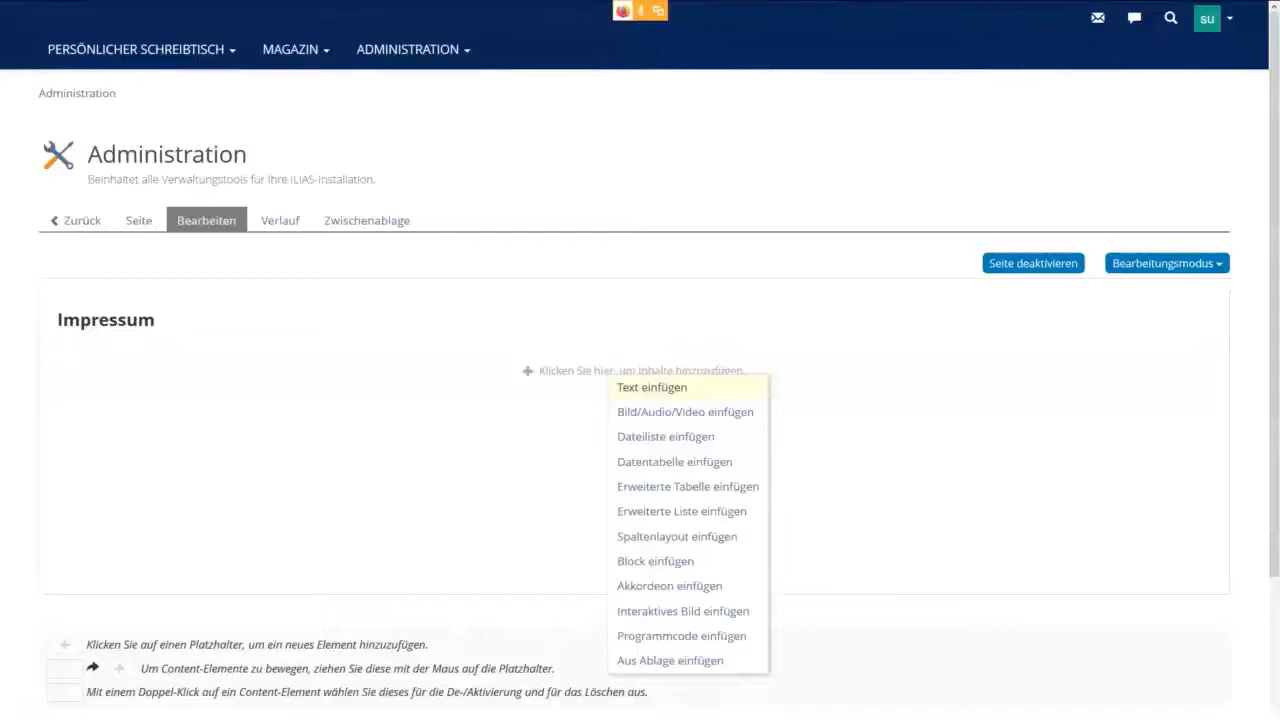 su
PERSÖNLICHER SCHREIBTISCH MAGAZIN ADMINISTRATION
Administration
Administration
Beinhaltet alle Verwaltungstools für Ihre ILIAS-Installation.
Zurück Seite Bearbeiten Verlauf Zwischenablage
Seite deaktivieren Bearbeitungsmodus
Impressum
Klicken Sie hier, um Inhalte hinzuzufügen.
Text einfügen
Bild/Audio/Video einfügen
Dateiliste einfügen
Datentabelle einfügen
Erweiterte Tabelle einfügen
Erweiterte Liste einfügen
Spaltenlayout einfügen
Block einfügen
Akkordeon einfügen
Interaktives Bild einfügen
Programmcode einfügen
Aus Ablage einfügen
Klicken Sie auf einen Platzhalter, um ein neues Element hinzuzufügen.
Um Content-Elemente zu bewegen, ziehen Sie diese mit der Maus auf die Platzhalter.
Mit einem Doppel-Klick auf ein Content-Element wählen Sie dieses für die De-/Aktivierung und für das Löschen aus.